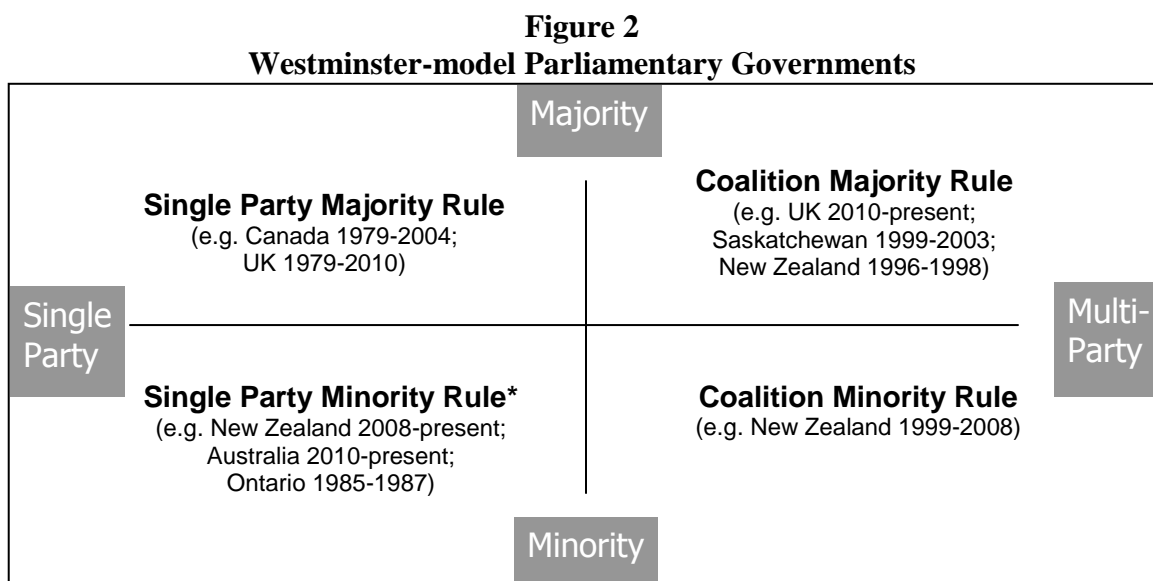 Figure 2
Westminster-model Parliamentary Governments
Majority
Single Party Majority Rule
(e.g. Canada 1979-2004;
UK 1979-2010)
Coalition Majority Rule
(e.g. UK 2010-present;
Saskatchewan 1999-2003;
New Zealand 1996-1998)
Single
Party
Multi-
Party
Single Party Minority Rule*
(e.g. New Zealand 2008-present;
Australia 2010-present;
Ontario 1985-1987)
Coalition Minority Rule
(e.g. New Zealand 1999-2008)
Minority